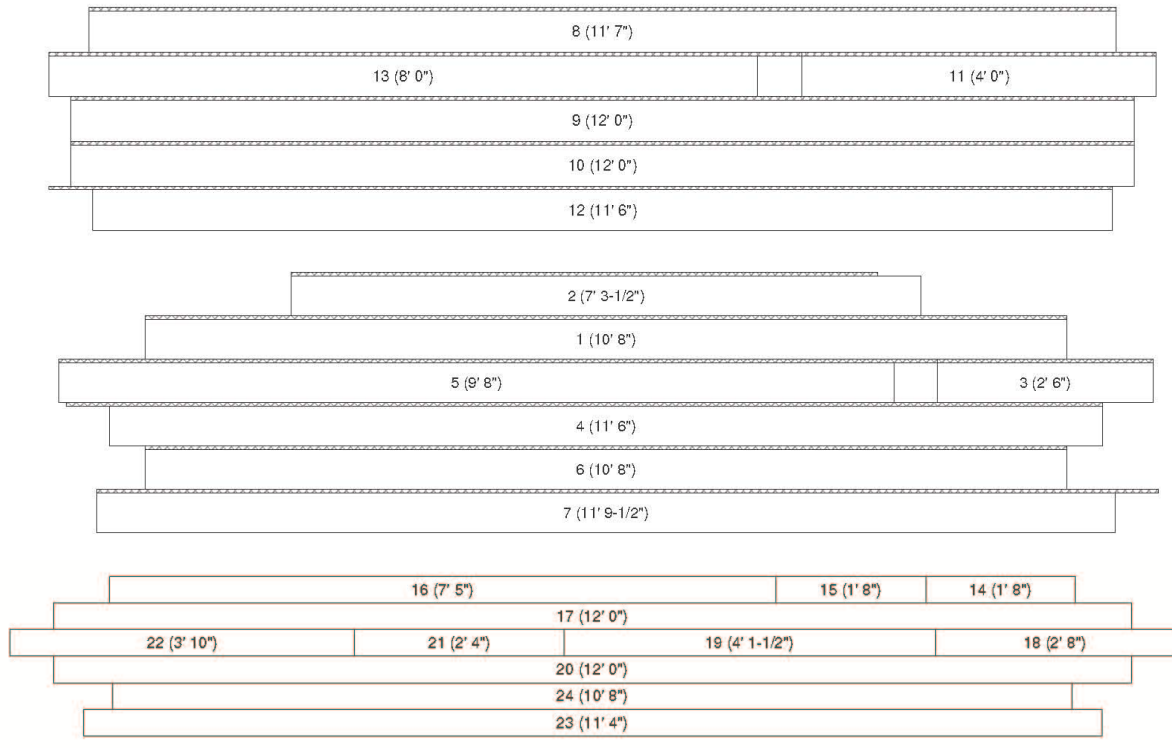 8 (11' 7")
13 (8' 0") 11 (4' 0")
9 (12' 0")
10 (12' 0")
12 (11' 6")
2 (7' 3-1/2")
1 (10' 8")
5 (9' 8") 3 (2' 6")
4 (11' 6")
6 (10' 8")
7 (11' 9-1/2")
16 (7' 5") 15 (1' 8") 14 (1' 8")
17 (12' 0")
22 (3' 10") 21 (2' 4") 19 (4' 1-1/2") 18 (2' 8")
20 (12' 0")
24 (10' 8")
23 (11' 4")